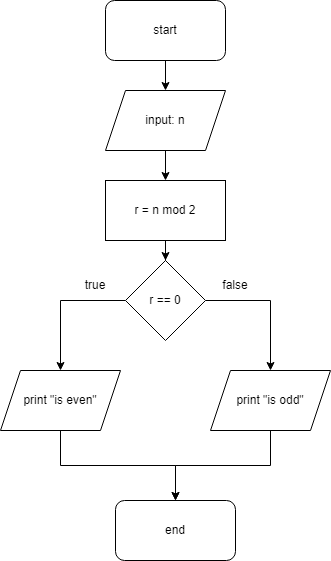 start
input: n
r = n mod 2
r == 0
true
false
print "is even"
print "is odd"
end